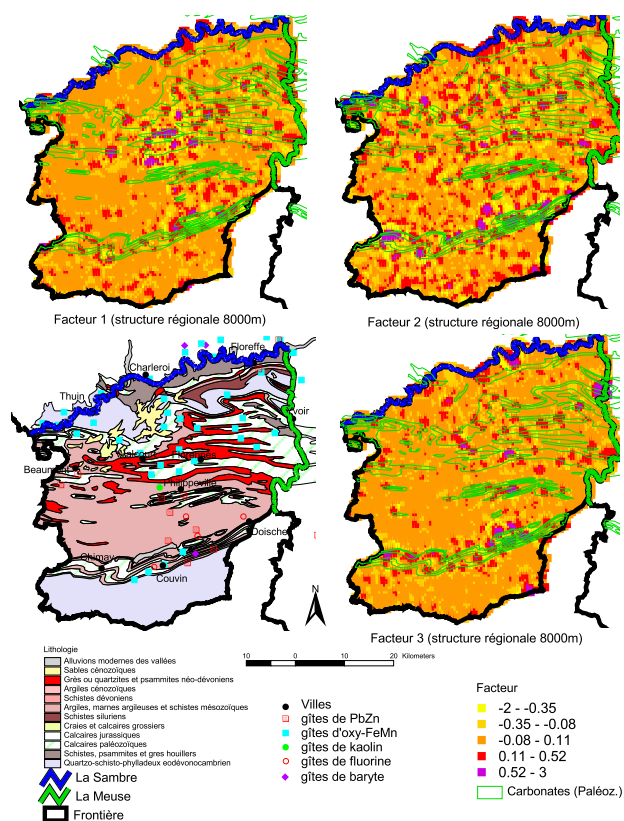 Facteur 1 (structure régionale 8000m)
Facteur 2 (structure régionale 8000m)
Floreffe
Charleroi
Thuin
Beaumont
Philippeville
Doische
Chimay
Couvin
N
Facteur 3 (structure régionale 8000m)
10 0 10 20 Kilometers
Lithologie
Alluvions modernes des vallées
Sables cénozoïques
Grès ou quartzites et psammites néo-dévoniens
Argiles cénozoïques
Schistes dévoniens
Argiles, marnes argileuses et schistes mésozoïques
Schistes siluriens
Craies et calcaires grossiers
Calcaires jurassiques
Calcaires paléozoïques
Schistes, psammites et gres houillers
Quartzo-schisto-phylladeux eodévonocambrien
La Sambre
La Meuse
Frontière
Villes
gîtes de PbZn
gîtes d'oxy-FeMn
gîtes de kaolin
gîtes de fluorine
gîtes de baryte
Facteur
-2 - -0.35
-0.35 - -0.08
-0.08 - 0.11
0.11 - 0.52
0.52 - 3
Carbonates (Paléoz.)